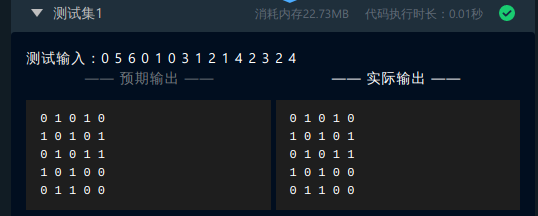 测试集1 消耗内存22.73MB 代码执行时长：0.01秒
测试输入：0 5 6 0 1 0 3 1 2 1 4 2 3 2 4
—— 预期输出 —— —— 实际输出 ——
0 1 0 1 0 0 1 0 1 0
1 0 1 0 1 1 0 1 0 1
0 1 0 1 1 0 1 0 1 1
1 0 1 0 0 1 0 1 0 0
0 1 1 0 0 0 1 1 0 0